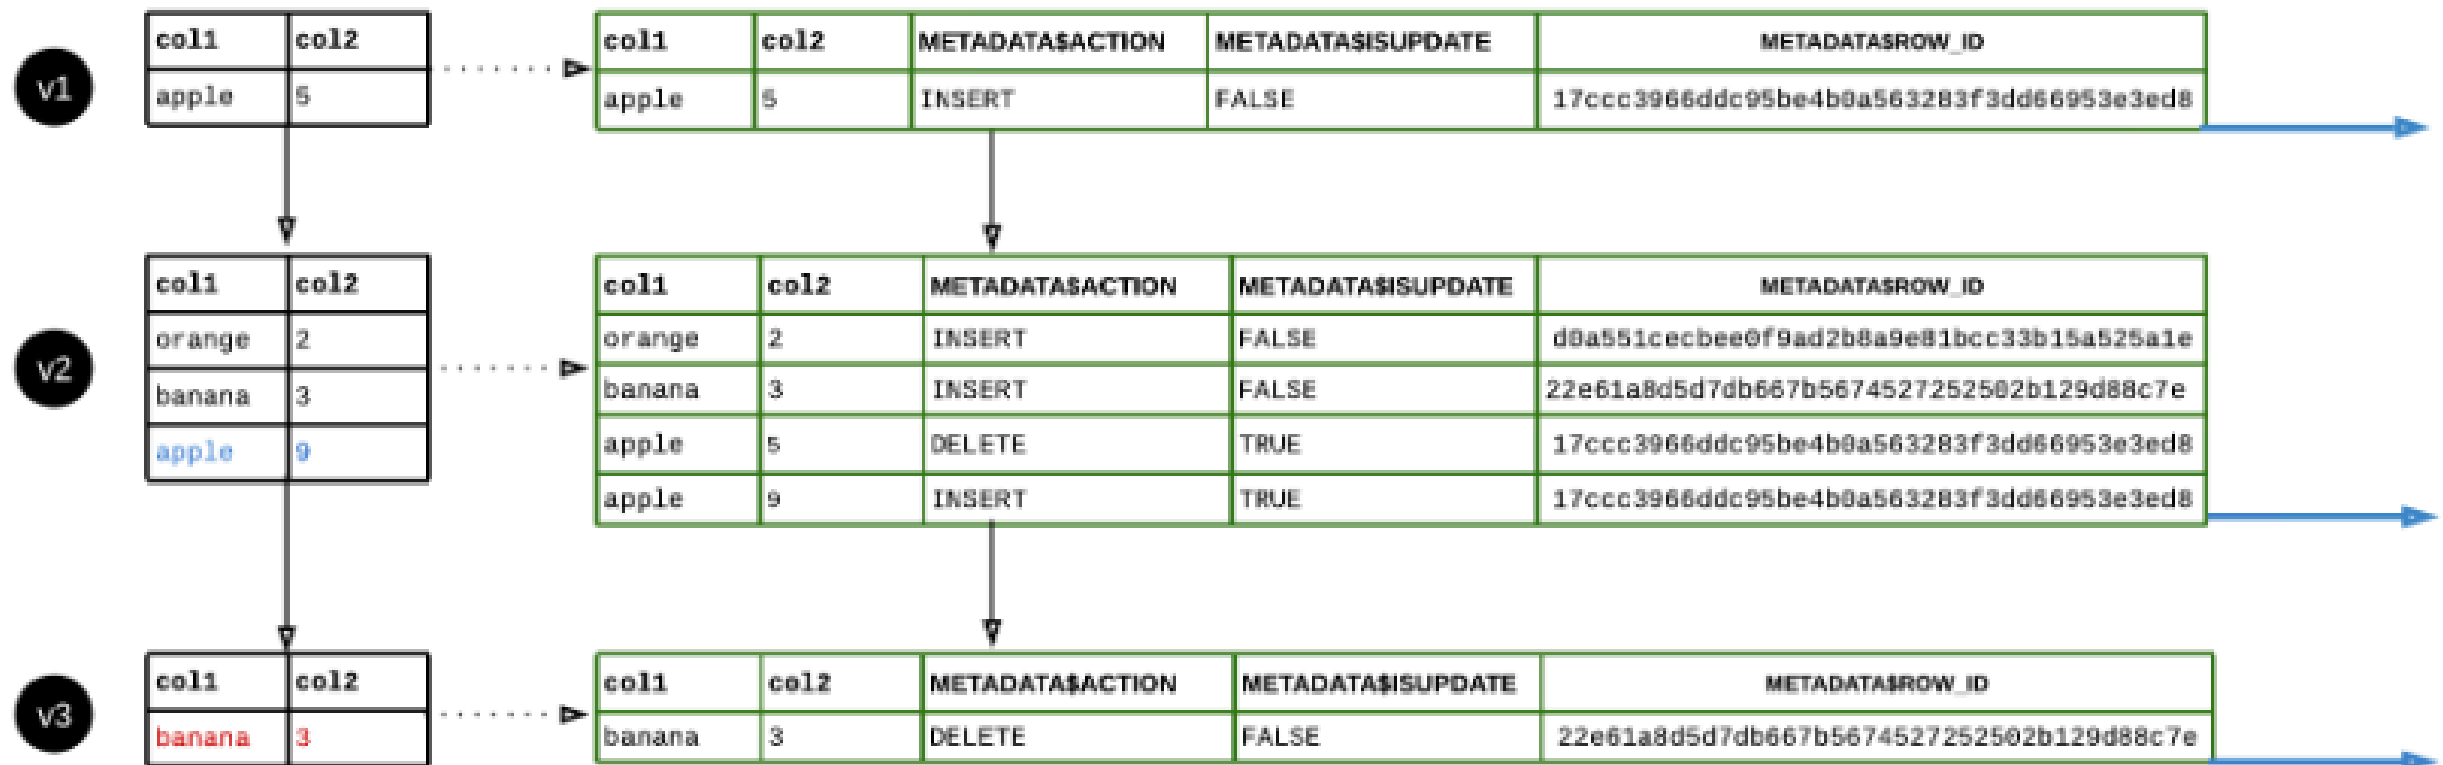 col1 col2 col1 col2 METADATA$ACTION METADATA$ISUPDATE METADATA$ROW_ID
v1
apple 5 apple 5 INSERT FALSE 17ccc3966ddc95be4b0a563283f3dd66953e3ed8
col1 col2 col1 col2 METADATA$ACTION METADATA$ISUPDATE METADATA$ROW_ID
orange 2 orange 2 INSERT FALSE d0a551cecbee0f9ad2b8a9e81bcc33b15a525a1e
v2
banana 3 banana 3 INSERT FALSE 22e61a8d5d7db667b5674527252502b129d88c7e
apple 9 apple 5 DELETE TRUE 17ccc3966ddc95be4b0a563283f3dd66953e3ed8
apple 9 INSERT TRUE 17ccc3966ddc95be4b0a563283f3dd66953e3ed8
col1 col2 col1 col2 METADATA$ACTION METADATA$ISUPDATE METADATA$ROW_ID
v3
banana 3 banana 3 DELETE FALSE 22e61a8d5d7db667b5674527252502b129d88c7e